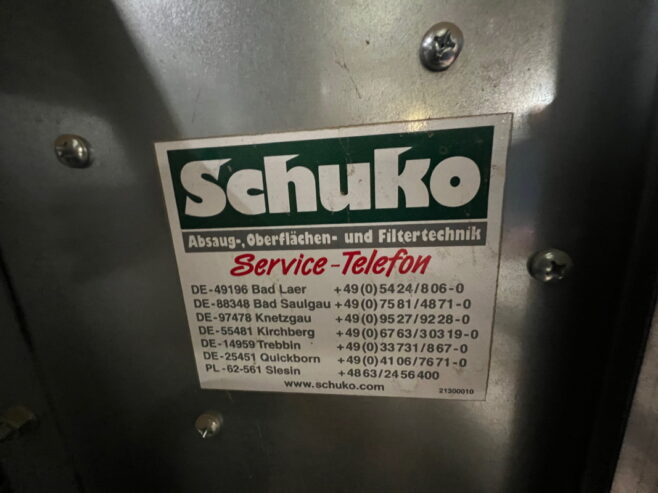 Schuko
Absaug-, Oberflächen- und Filtertechnik
Service-Telefon
DE-49196 Bad Laer +49(0)5424/806-0
DE-88348 Bad Saulgau +49(0)7581/4871-0
DE-97478 Knetzgau +49(0)9527/9228-0
DE-55481 Kirchberg +49(0)6763/30319-0
DE-14959 Trebbin +49(0)33731/867-0
DE-25451 Quickborn +49(0)4106/7671-0
PL-62-561 Slesin +4863/2456400
www.schuko.com
21300010